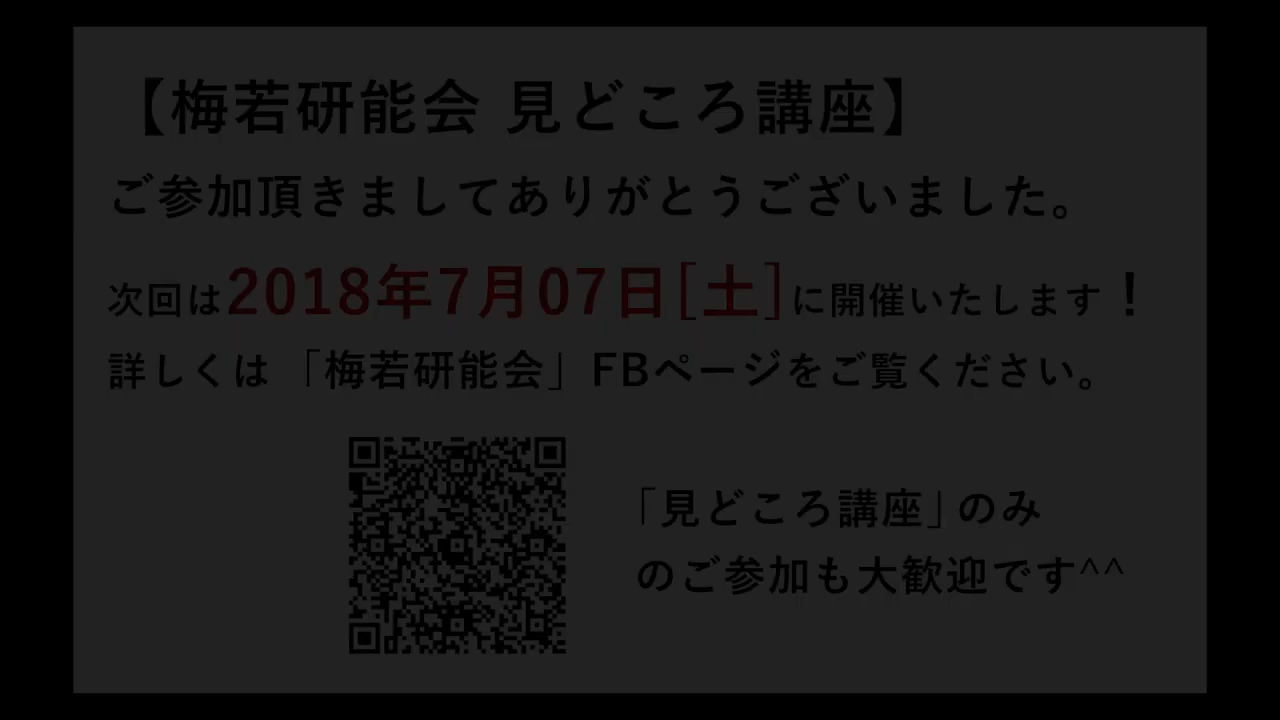 【梅若研能会 見どころ講座】
ご参加頂きましてありがとうございました。
次回は2018年7月07日[土]に開催いたします！
詳しくは「梅若研能会」FBページをご覧ください。
「見どころ講座」のみ
のご参加も大歓迎です^^